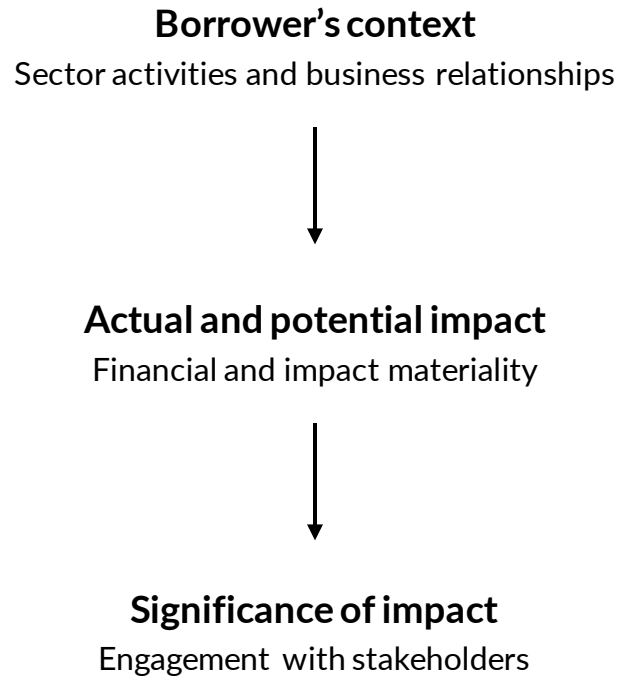 Borrower’s context
Sector activities and business relationships
Actual and potential impact
Financial and impact materiality
Significance of impact
Engagement with stakeholders